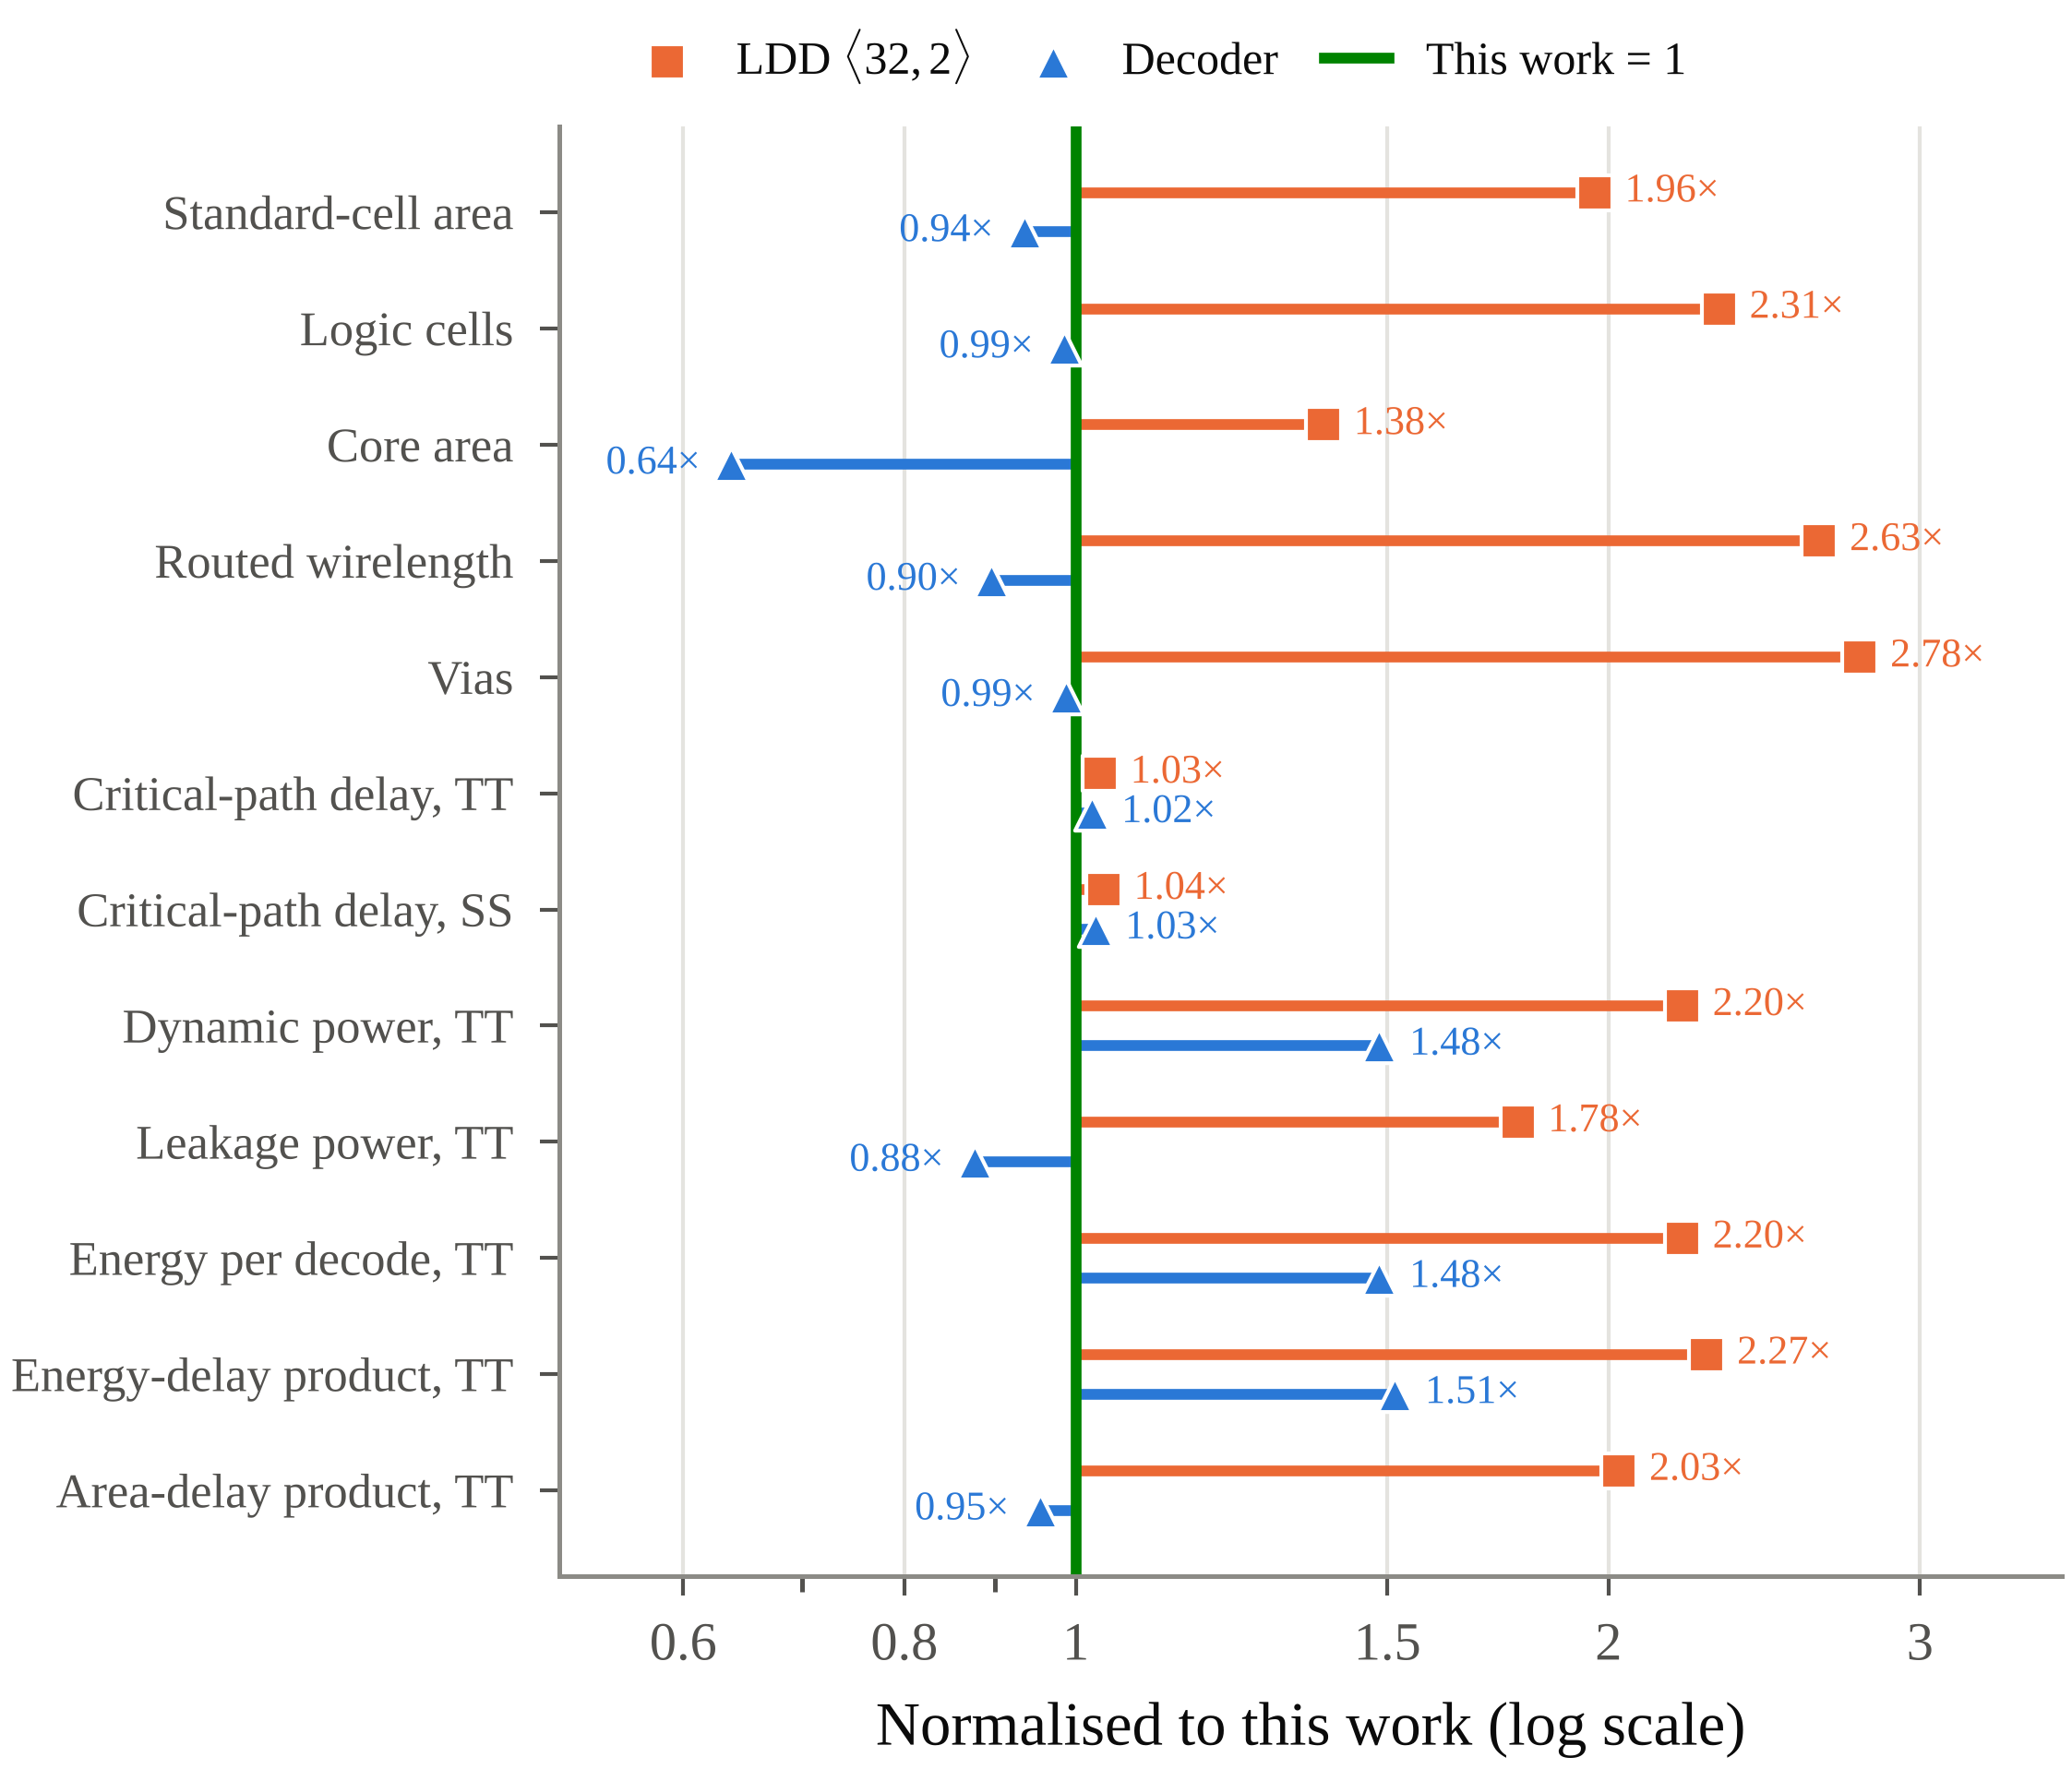 LDD ⟨32, 2⟩ Decoder This work = 1
Standard-cell area 1.96×
0.94×
Logic cells 2.31×
0.99×
Core area 1.38×
0.64×
Routed wirelength 2.63×
0.90×
Vias 2.78×
0.99×
Critical-path delay, TT 1.03×
1.02×
Critical-path delay, SS 1.04×
1.03×
Dynamic power, TT 2.20×
1.48×
Leakage power, TT 1.78×
0.88×
Energy per decode, TT 2.20×
1.48×
Energy-delay product, TT 2.27×
1.51×
Area-delay product, TT 2.03×
0.95×
0.6 0.8 1 1.5 2 3
Normalised to this work (log scale)